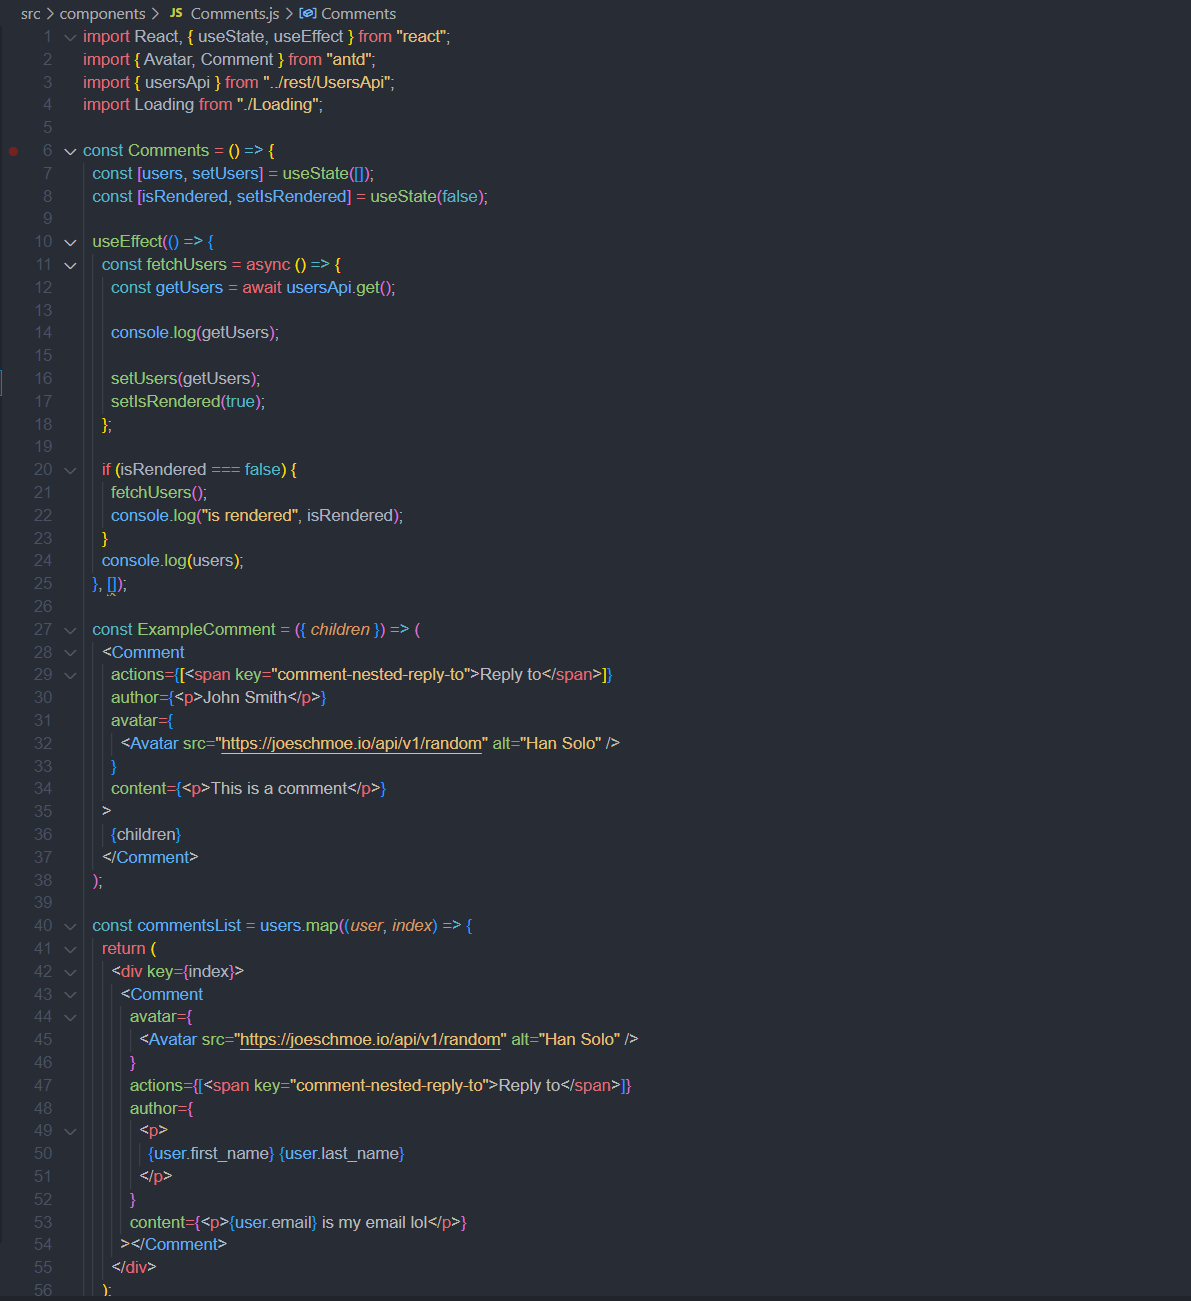 src > components > JS Comments.js > Comments
1 import React, { useState, useEffect } from "react";
2 import { Avatar, Comment } from "antd";
3 import { usersApi } from "../rest/UsersApi";
4 import Loading from "./Loading";
5
6 const Comments = () => {
7 const [users, setUsers] = useState([]);
8 const [isRendered, setIsRendered] = useState(false);
9
10 useEffect(() => {
11 const fetchUsers = async () => {
12 const getUsers = await usersApi.get();
13
14 console.log(getUsers);
15
16 setUsers(getUsers);
17 setIsRendered(true);
18 };
19
20 if (isRendered === false) {
21 fetchUsers();
22 console.log("is rendered", isRendered);
23 }
24 console.log(users);
25 }, []);
26
27 const ExampleComment = ({ children }) => (
28 <Comment
29 actions={[<span key="comment-nested-reply-to">Reply to</span>]}
30 author={<p>John Smith</p>}
31 avatar={
32 <Avatar src="https://joeschmoe.io/api/v1/random" alt="Han Solo" />
33 }
34 content={<p>This is a comment</p>}
35 >
36 {children}
37 </Comment>
38 );
39
40 const commentsList = users.map((user, index) => {
41 return (
42 <div key={index}>
43 <Comment
44 avatar={
45 <Avatar src="https://joeschmoe.io/api/v1/random" alt="Han Solo" />
46 }
47 actions={[<span key="comment-nested-reply-to">Reply to</span>]}
48 author={
49 <p>
50 {user.first_name} {user.last_name}
51 </p>
52 }
53 content={<p>{user.email} is my email lol</p>}
54 ></Comment>
55 </div>
56 );